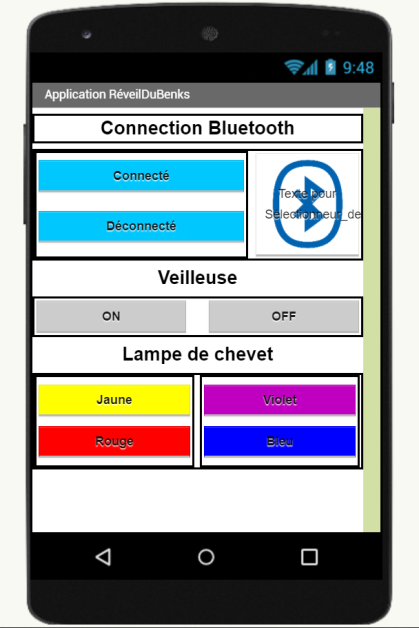 9:48
Application RéveilDuBenks
Connection Bluetooth
Connecté
Texte pour
Sélectionneur_de
Déconnecté
Veilleuse
ON OFF
Lampe de chevet
Jaune Violet
Rouge Bleu